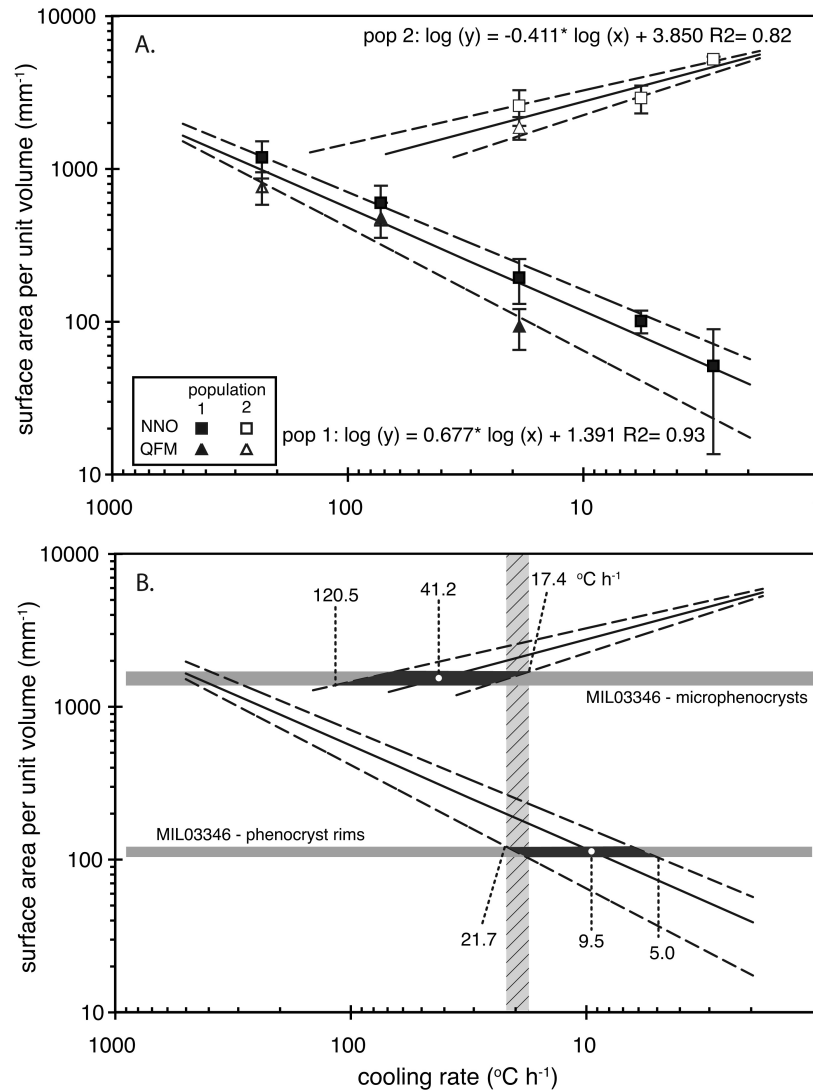 10000
A.
pop 2: log (y) = -0.411* log (x) + 3.850 R2= 0.82
surface area per unit volume (mm-1)
1000
100
population
1 2
NNO
QFM
pop 1: log (y) = 0.677* log (x) + 1.391 R2= 0.93
10
1000 100 10
10000
B.
120.5 41.2 17.4 oC h-1
surface area per unit volume (mm-1)
1000
MIL03346 - microphenocrysts
MIL03346 - phenocryst rims
100
21.7 9.5 5.0
10
1000 100 10
cooling rate (oC h-1)